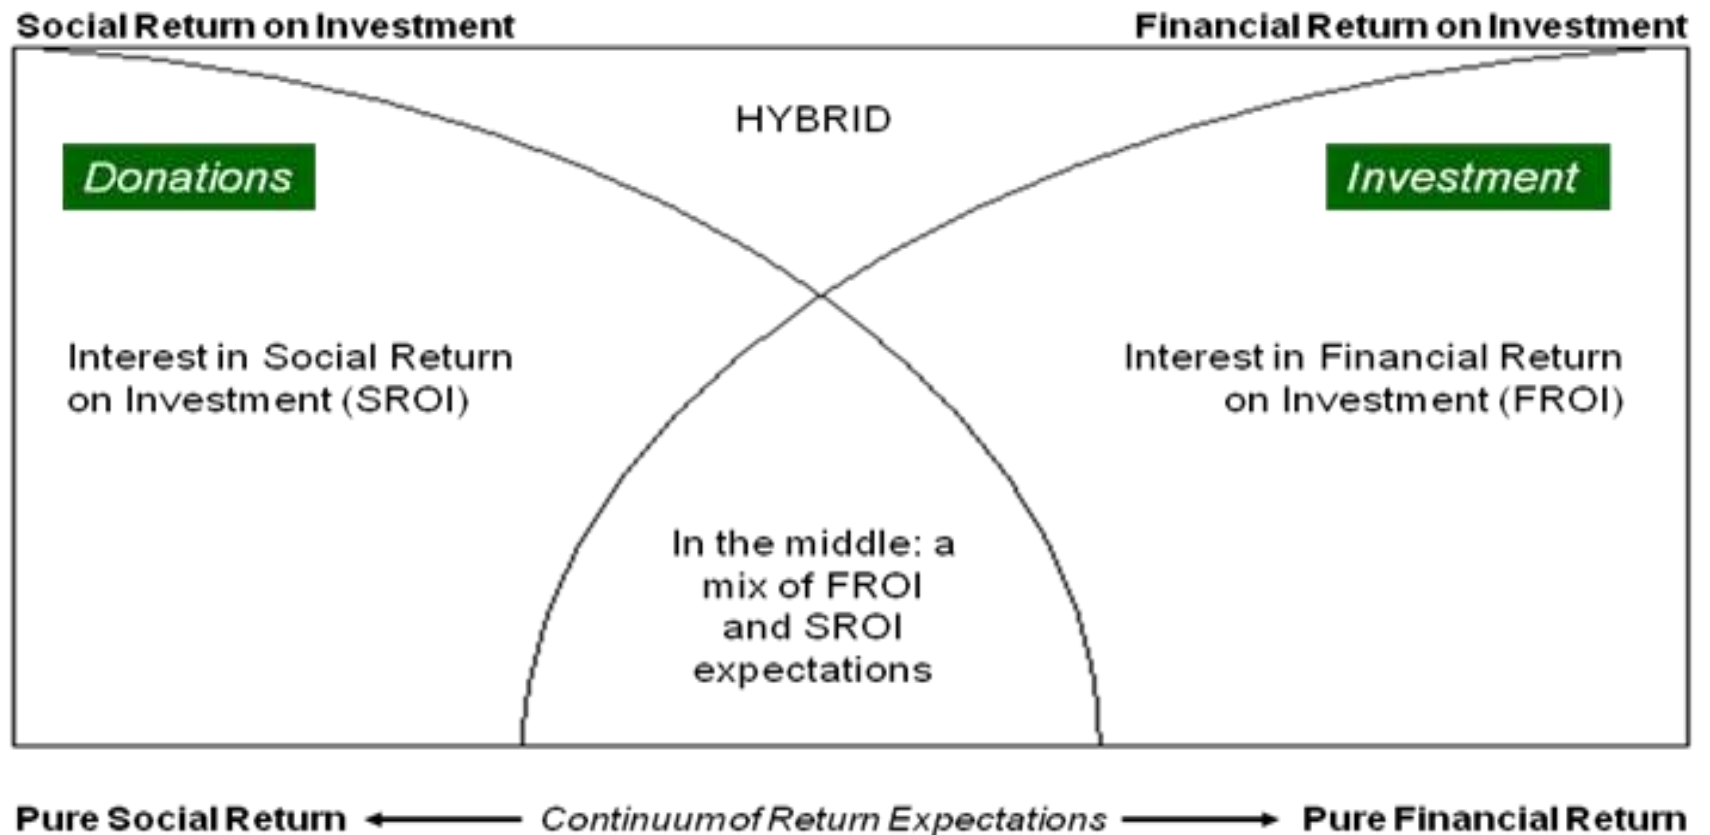 Social Return on Investment
Financial Return on Investment
HYBRID
Donations
Investment
Interest in Social Return
on Investment (SROI)
Interest in Financial Return
on Investment (FROI)
In the middle: a
mix of FROI
and SROI
expectations
Pure Social Return
Continuum of Return Expectations
Pure Financial Return